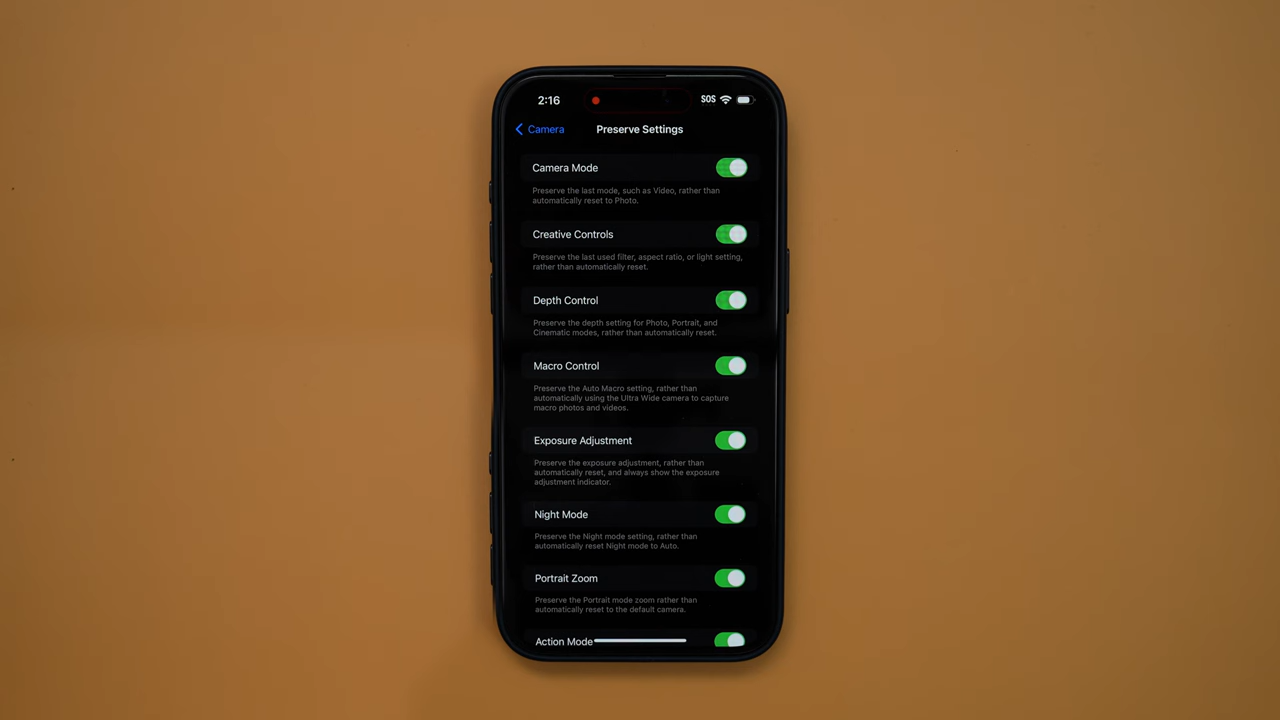 2:16
SOS
Camera
Preserve Settings
Camera Mode
Preserve the last mode, such as Video, rather than
automatically reset to Photo.
Creative Controls
Preserve the last used filter, aspect ratio, or light setting,
rather than automatically reset.
Depth Control
Preserve the depth setting for Photo, Portrait, and
Cinematic modes, rather than automatically reset.
Macro Control
Preserve the Auto Macro setting, rather than
automatically using the Ultra Wide camera to capture
macro photos and videos.
Exposure Adjustment
Preserve the exposure adjustment, rather than
automatically reset, and always show the exposure
adjustment indicator.
Night Mode
Preserve the Night mode setting, rather than
automatically reset Night mode to Auto.
Portrait Zoom
Preserve the Portrait mode zoom rather than
automatically reset to the default camera.
Action Mode